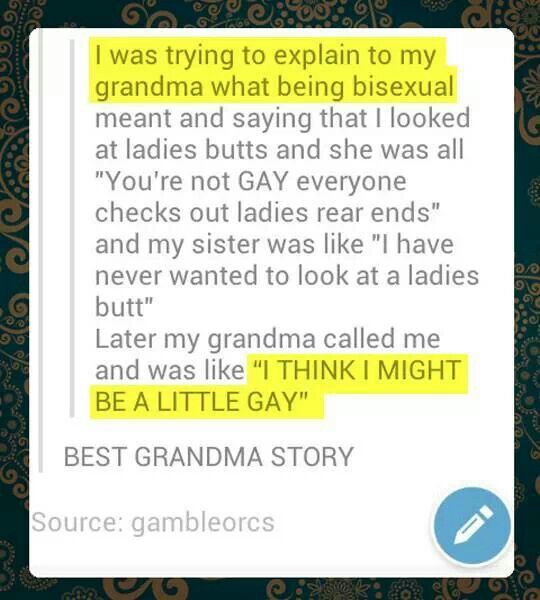 I was trying to explain to my
grandma what being bisexual
meant and saying that I looked
at ladies butts and she was all
"You're not GAY everyone
checks out ladies rear ends"
and my sister was like "I have
never wanted to look at a ladies
butt"
Later my grandma called me
and was like “I THINK I MIGHT
BE A LITTLE GAY”
BEST GRANDMA STORY
Source: gambleorcs